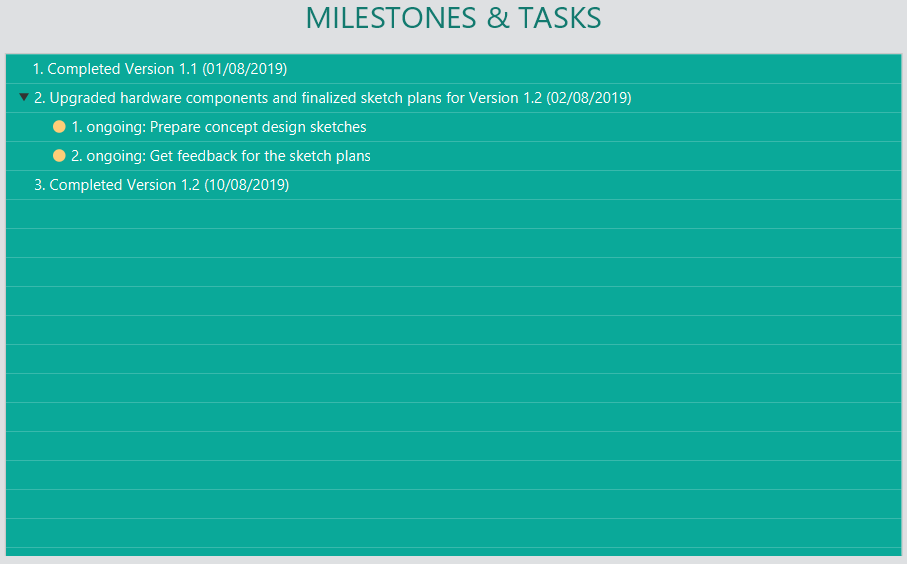 MILESTONES & TASKS
1. Completed Version 1.1 (01/08/2019)
2. Upgraded hardware components and finalized sketch plans for Version 1.2 (02/08/2019)
1. ongoing: Prepare concept design sketches
2. ongoing: Get feedback for the sketch plans
3. Completed Version 1.2 (10/08/2019)